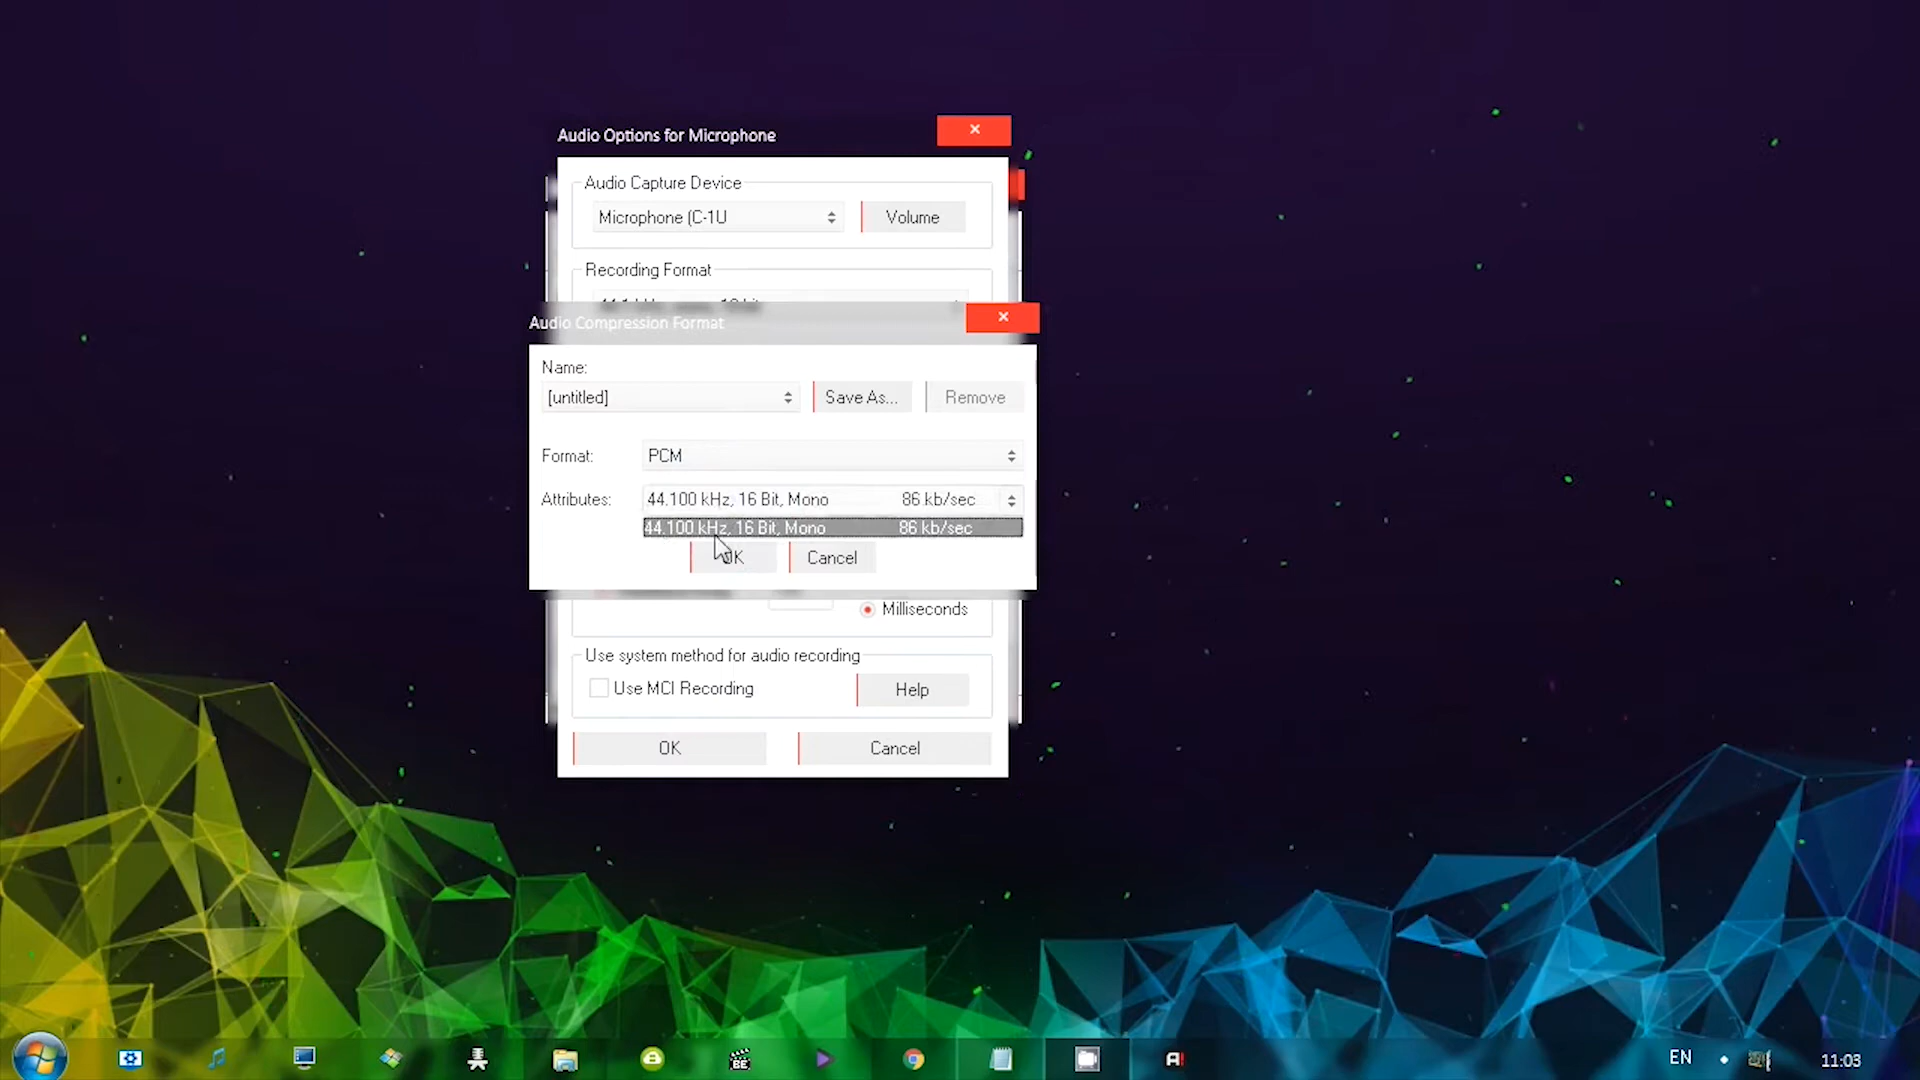 Audio Options for Microphone
Audio Capture Device
Microphone (C-1U
Volume
Recording Format
Audio Compression Format
Name:
[untitled]
Save As...
Remove
Format:
PCM
Attributes:
44.100 kHz, 16 Bit, Mono 86 kb/sec
44.100 kHz, 16 Bit, Mono 86 kb/sec
OK
Cancel
Milliseconds
Use system method for audio recording
Use MCI Recording
Help
OK
Cancel
BE
A!
EN
11:03